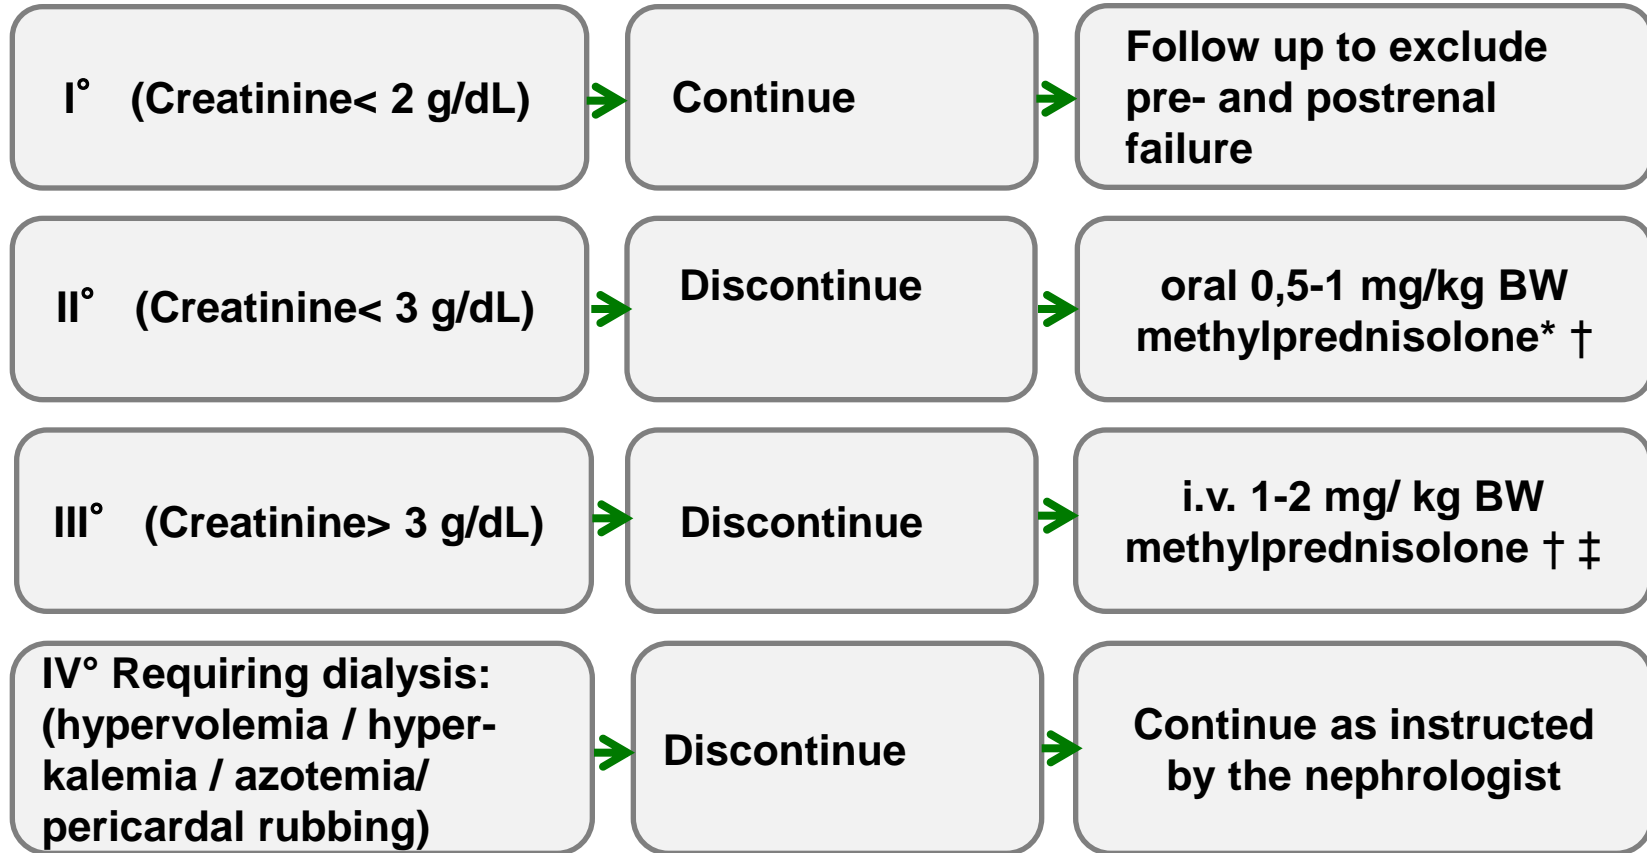 I° (Creatinine< 2 g/dL)
Continue
Follow up to exclude
pre- and postrenal
failure
II° (Creatinine< 3 g/dL)
Discontinue
oral 0,5-1 mg/kg BW
methylprednisolone* †
III° (Creatinine> 3 g/dL)
Discontinue
i.v. 1-2 mg/ kg BW
methylprednisolone † ‡
IV° Requiring dialysis:
(hypervolemia / hyper-
kalemia / azotemia/
pericardal rubbing)
Discontinue
Continue as instructed
by the nephrologist